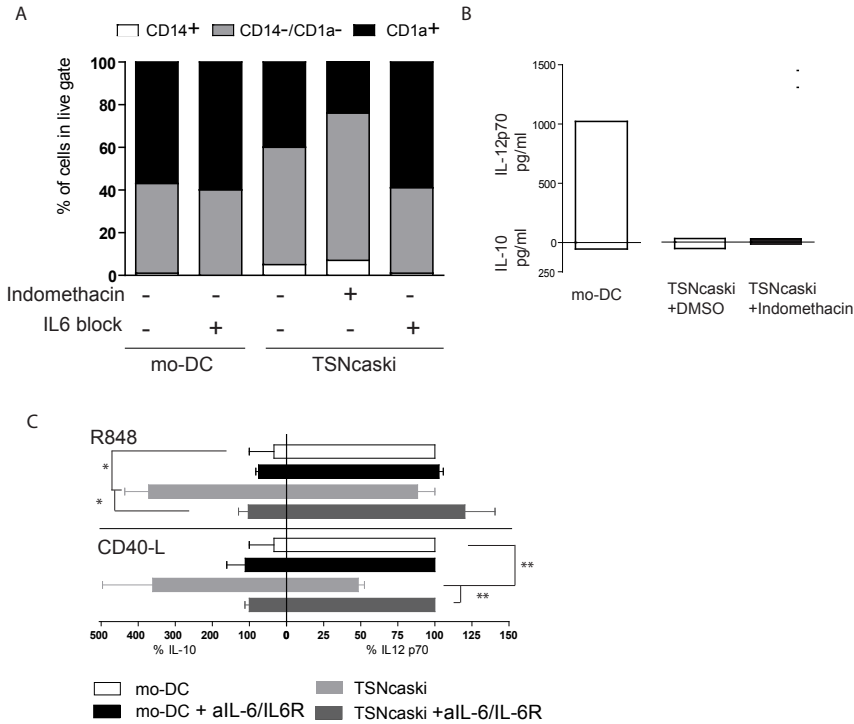 A
CD14+ CD14-/CD1a- CD1a+
% of cells in live gate
100
80
60
40
20
0
Indomethacin - - - + -
IL6 block - + - - +
mo-DC TSNcaski
B
IL-12p70
pg/ml
IL-10
pg/ml
1500
1000
500
0
250
mo-DC
TSNcaski
+DMSO
TSNcaski
+Indomethacin
C
R848
*
*
CD40-L
**
**
500 400 300 200 100 0 0 50 75 100 125 150
% IL-10 % IL12 p70
mo-DC
mo-DC + aIL-6/IL6R
TSNcaski
TSNcaski +aIL-6/IL-6R